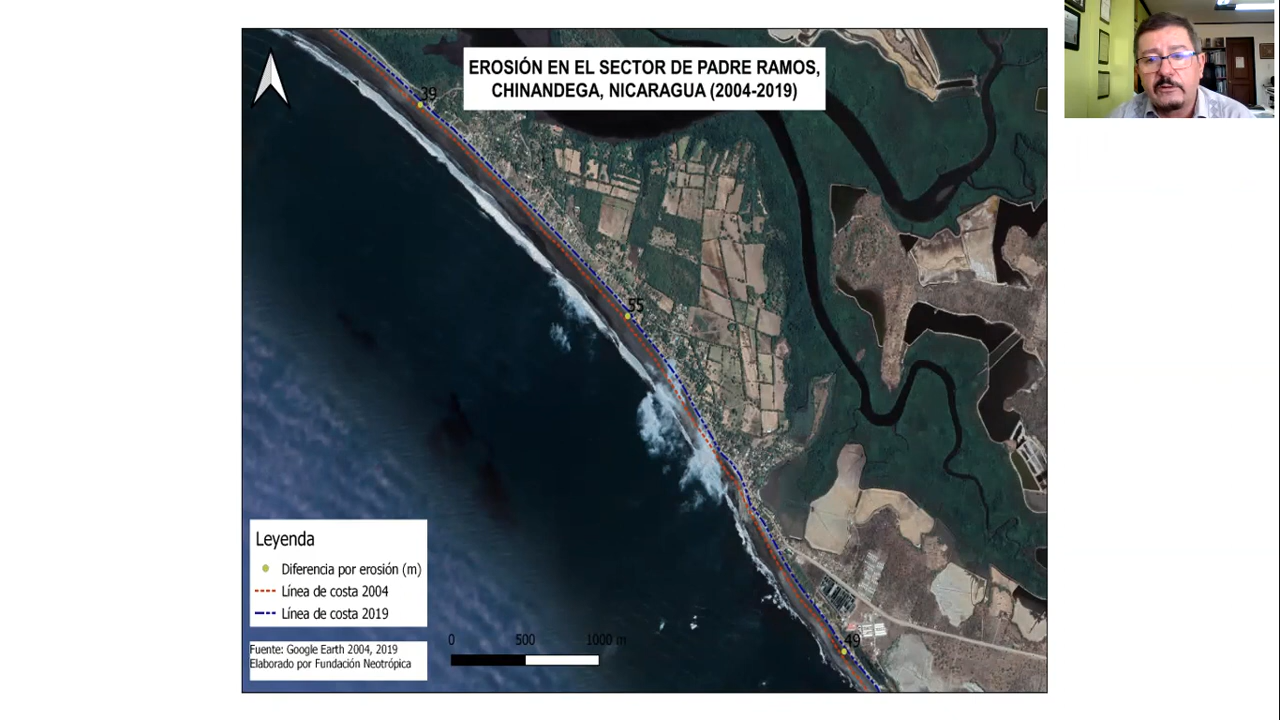 EROSIÓN EN EL SECTOR DE PADRE RAMOS,
CHINANDEGA, NICARAGUA (2004-2019)
39
55
49
Leyenda
Diferencia por erosión (m)
Línea de costa 2004
Línea de costa 2019
Fuente: Google Earth 2004, 2019
Elaborado por Fundación Neotrópica
0 500 1000 m